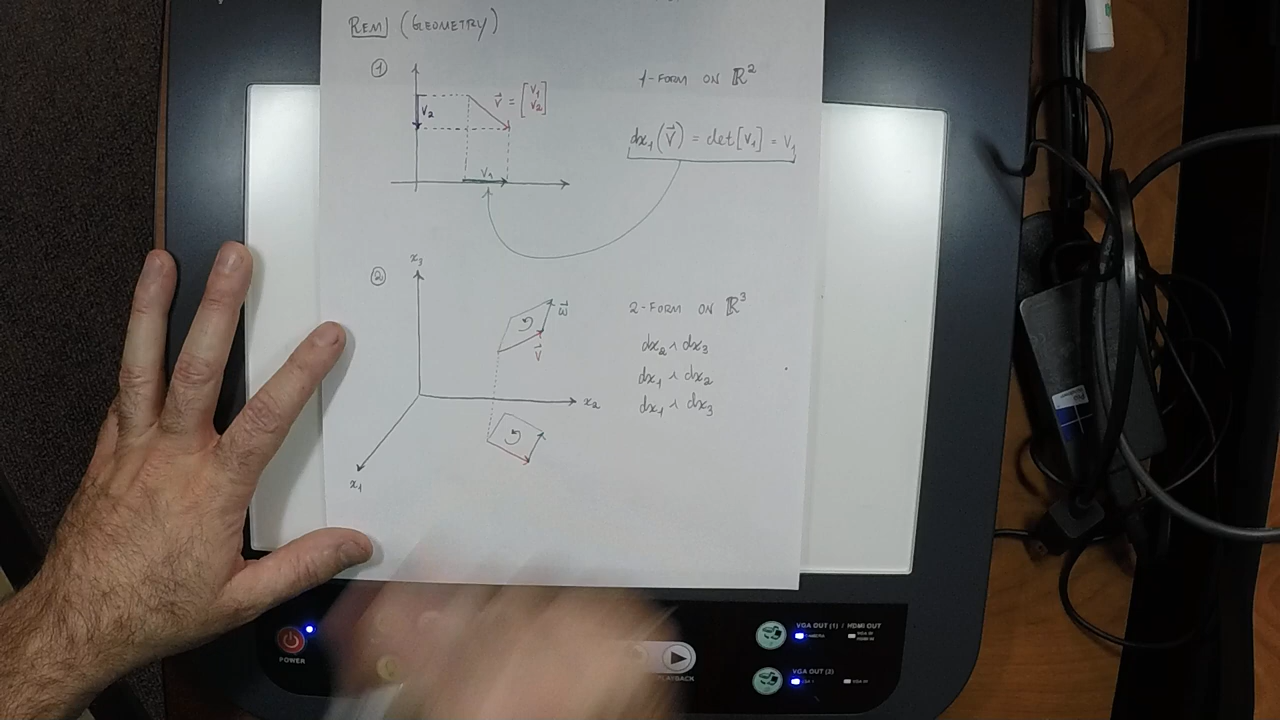 REM (GEOMETRY)
①
v⃗ = [v₁ v₂]
v₂
v₁
1-FORM ON ℝ²
dx₁(v⃗) = det[v₁] = v₁
②
x₃
w⃗
v⃗
x₂
x₁
2-FORM ON ℝ³
dx₂ ∧ dx₃
dx₁ ∧ dx₂
dx₁ ∧ dx₃
POWER
PLAYBACK
VGA OUT (1) / HDMI OUT
VGA OUT (2)